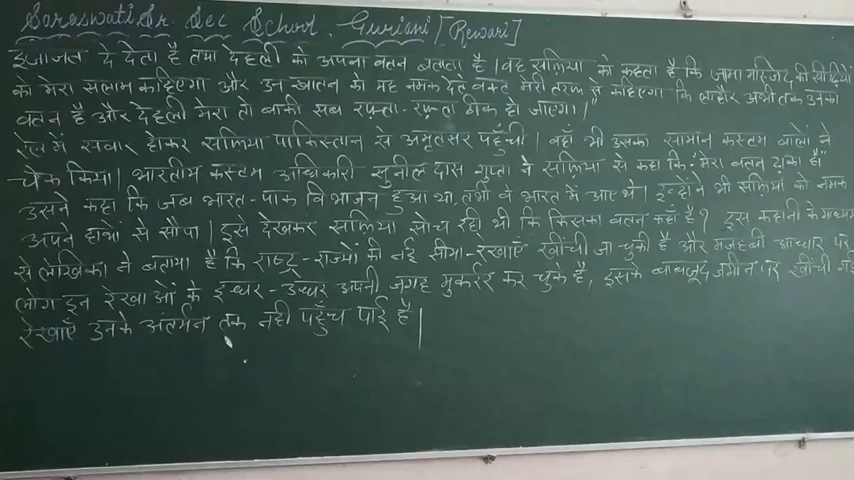 Saraswati Sr. Sec School, Guriani [Rewari]
इजाजत दे देता है तथा देहली को अपना वतन बताता है। वह सफ़िया को कहता है कि जामा मस्जिद की सीढ़ियों
को मेरा सलाम कहिएगा और उन खातून को यह नमक देते वक्त मेरी तरफ से कहिएगा कि लाहौर अभी तक उनका
वतन है और देहली मेरा तो बाकी सब रफ़्ता-रफ़्ता ठीक हो जाएगा।"
रेल में सवार होकर सफ़िया पाकिस्तान से अमृतसर पहुँची। वहाँ भी उसका सामान कस्टम वालों ने
चेक किया। भारतीय कस्टम अधिकारी सुनील दास गुप्ता ने सफ़िया से कहा कि "मेरा वतन ढाका है"
उसने कहा कि जब भारत-पाक विभाजन हुआ था, तभी वे भारत में आए थे। इन्होंने भी सफ़िया को नमक
अपने हाथों से सौंपा। इसे देखकर सफ़िया सोच रही थी कि किसका वतन कहाँ है? इस कहानी के माध्यम
से लेखिका ने बताया है कि राष्ट्र-राज्यों की नई सीमा-रेखाएँ खींची जा चुकी है और मजहबी आधार पर
लोग इन रेखाओं के इधर-उधर अपनी जगह मुकर्रर कर चुके है, इसके बावजूद जमीन पर खींची गई
रेखाएँ उनके अंतर्मन तक नही पहुँच पाई है।